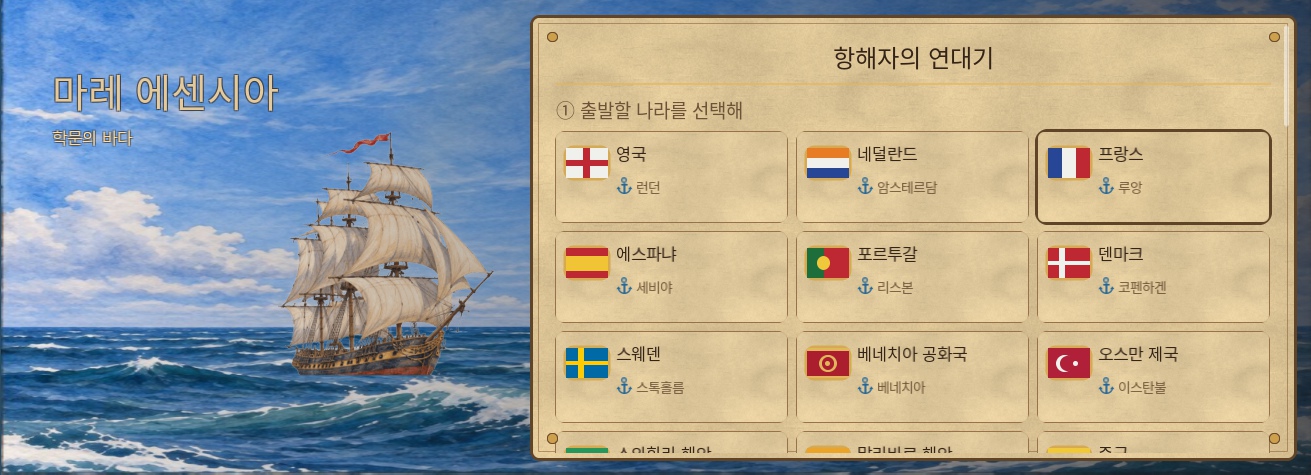 마레 에센시아
학문의 바다
항해자의 연대기
① 출발할 나라를 선택해
영국
런던
네덜란드
암스테르담
프랑스
루앙
에스파냐
세비야
포르투갈
리스본
덴마크
코펜하겐
스웨덴
스톡홀름
베네치아 공화국
베네치아
오스만 제국
이스탄불